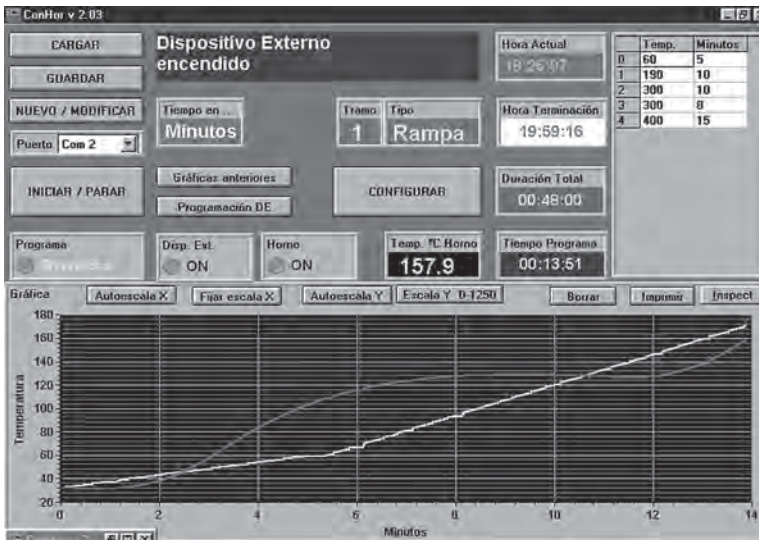 ConHor v 2.03
CARGAR
GUARDAR
NUEVO / MODIFICAR
Puerto Com 2
INICIAR / PARAR
Dispositivo Externo
encendido
Tiempo en ...
Minutos
Tramo
1
Tipo
Rampa
Gráficas anteriores
Programación DE
CONFIGURAR
Hora Actual
Hora Terminación
19:59:16
Duración Total
00:48:00
Programa
Disp. Ext.
ON
Horno
ON
Temp. ºC Horno
157.9
Tiempo Programa
00:13:51
Temp. Minutos
0 60 5
1 190 10
2 300 10
3 300 8
4 400 15
Gráfica
Autoescala X
Fijar escala X
Autoescala Y
Escala Y 0-1250
Borrar
Imprimir
Inspect
180
160
140
120
100
80
60
40
20
Temperatura
0 2 4 6 8 10 12 14
Minutos